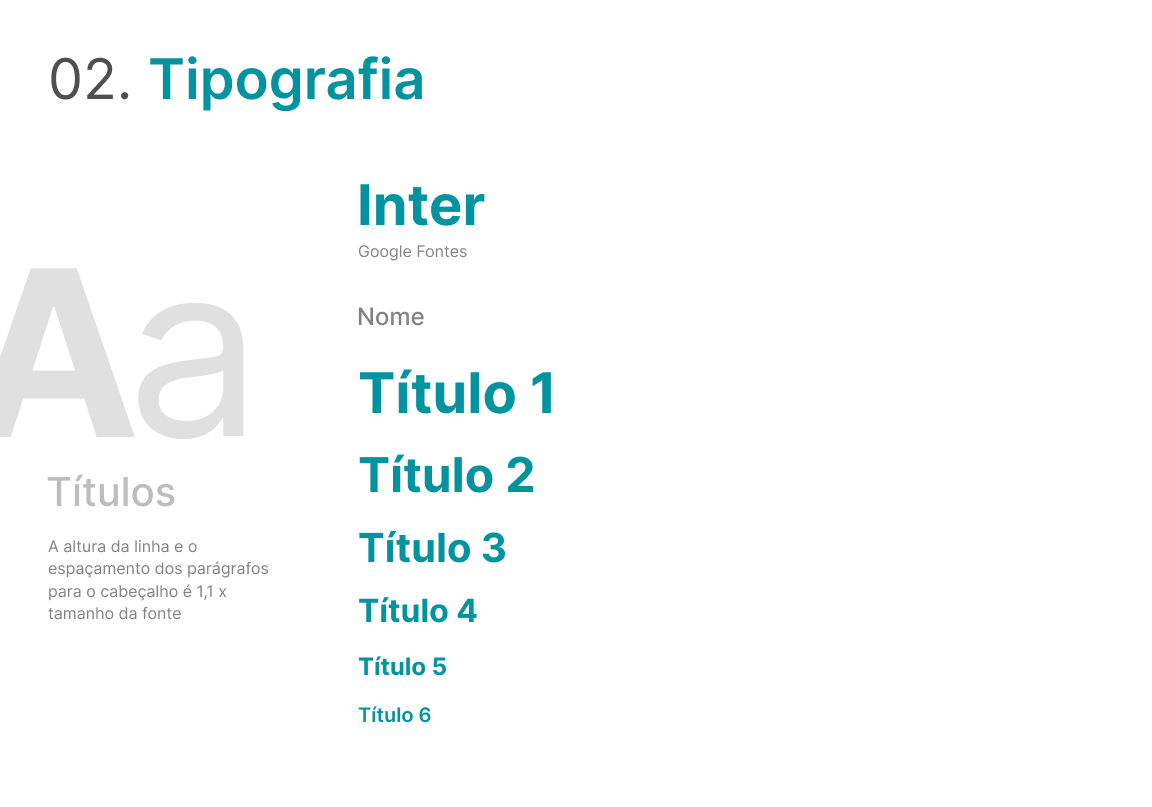 02. Tipografia
Inter
Google Fontes
Nome
Aa
Títulos
A altura da linha e o
espaçamento dos parágrafos
para o cabeçalho é 1,1 x
tamanho da fonte
Título 1
Título 2
Título 3
Título 4
Título 5
Título 6